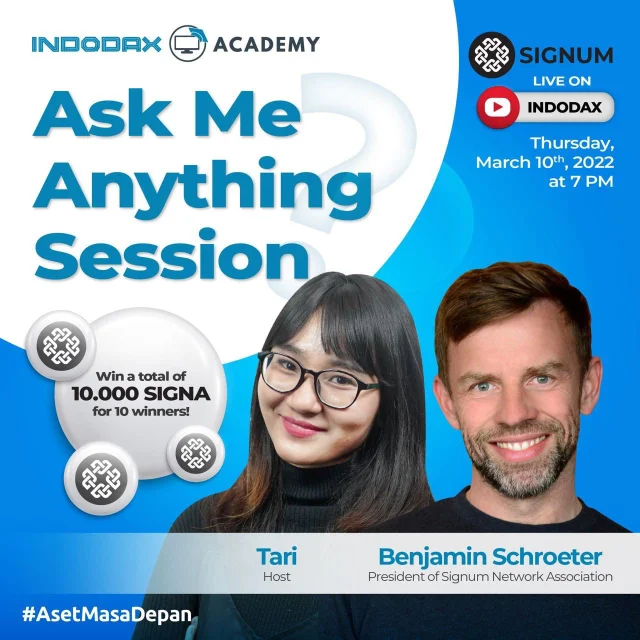 INDODAX ACADEMY
SIGNUM
LIVE ON
INDODAX
Thursday,
March 10th, 2022
at 7 PM
Ask Me
Anything
Session
Win a total of
10.000 SIGNA
for 10 winners!
Tari
Host
Benjamin Schroeter
President of Signum Network Association
#AsetMasaDepan